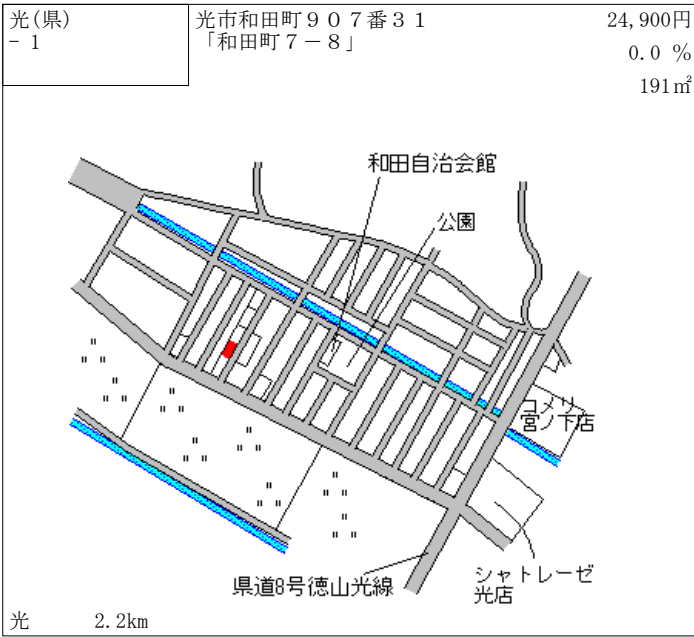 光(県)
- 1
光市和田町９０７番３１
「和田町７－８」
24,900円
0.0 %
191㎡
和田自治会館
公園
コメリ
宮ノ下店
シャトレーゼ
光店
県道8号徳山光線
光 2.2km